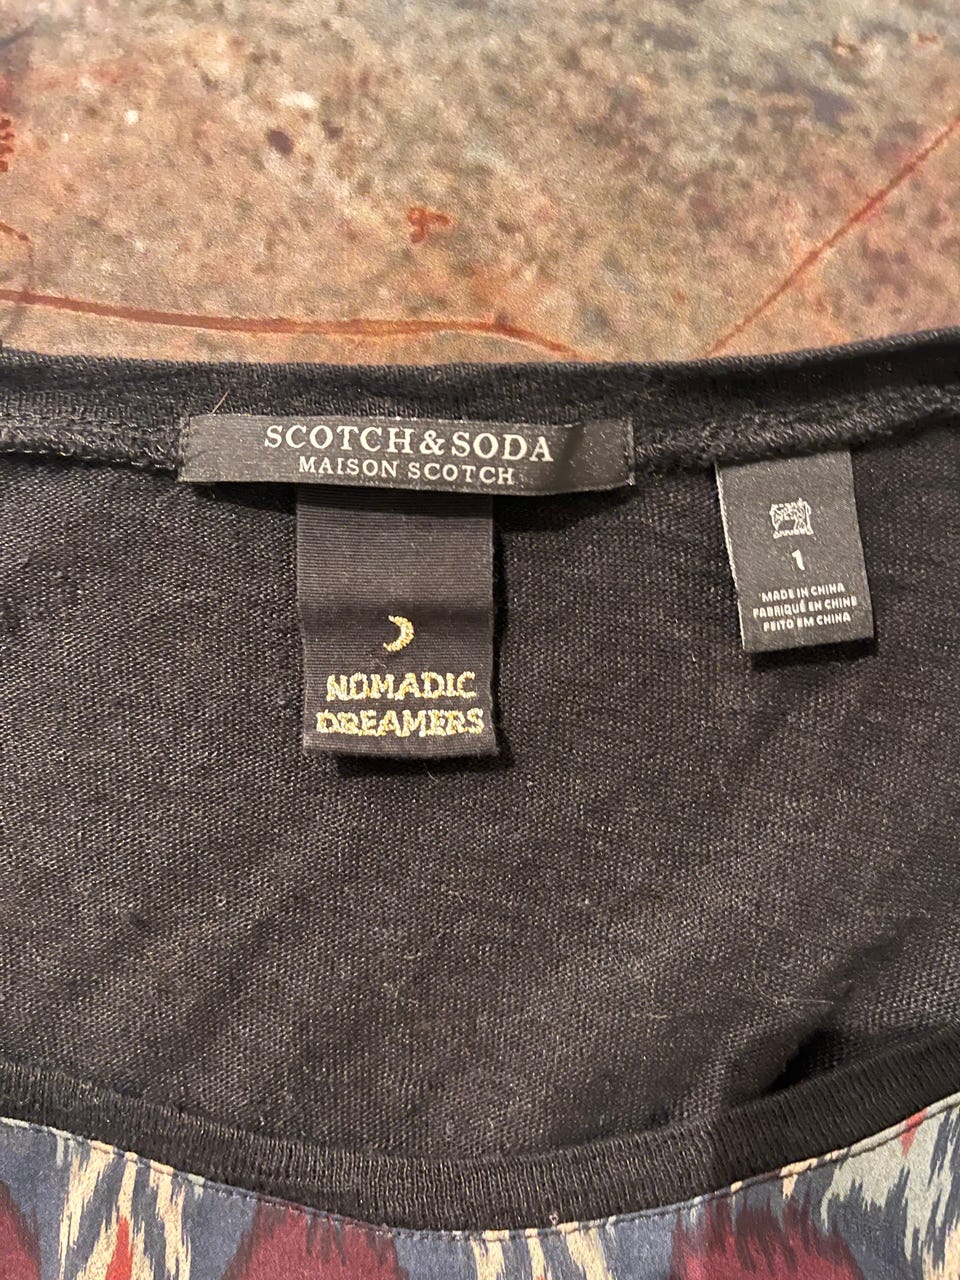 SCOTCH & SODA
MAISON SCOTCH
NOMADIC
DREAMERS
1
MADE IN CHINA
FABRIQUÉ EN CHINE
FEITO EM CHINA